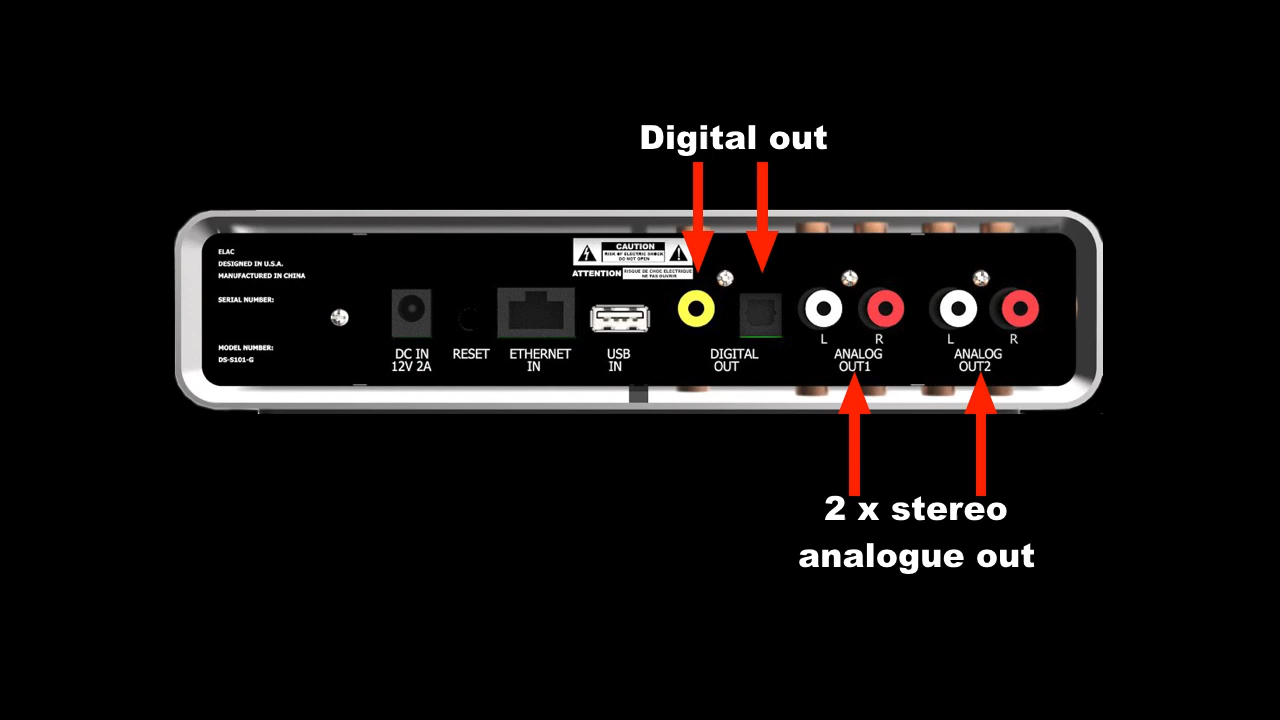 Digital out
ELAC
DESIGNED IN U.S.A.
MANUFACTURED IN CHINA
SERIAL NUMBER:
MODEL NUMBER:
DS-S101-G
CAUTION
RISK OF ELECTRIC SHOCK
DO NOT OPEN
ATTENTION
RISQUE DE CHOC ELECTRIQUE
NE PAS OUVRIR
DC IN
12V 2A
RESET
ETHERNET
IN
USB
IN
DIGITAL
OUT
L R
ANALOG
OUT1
L R
ANALOG
OUT2
2 x stereo
analogue out